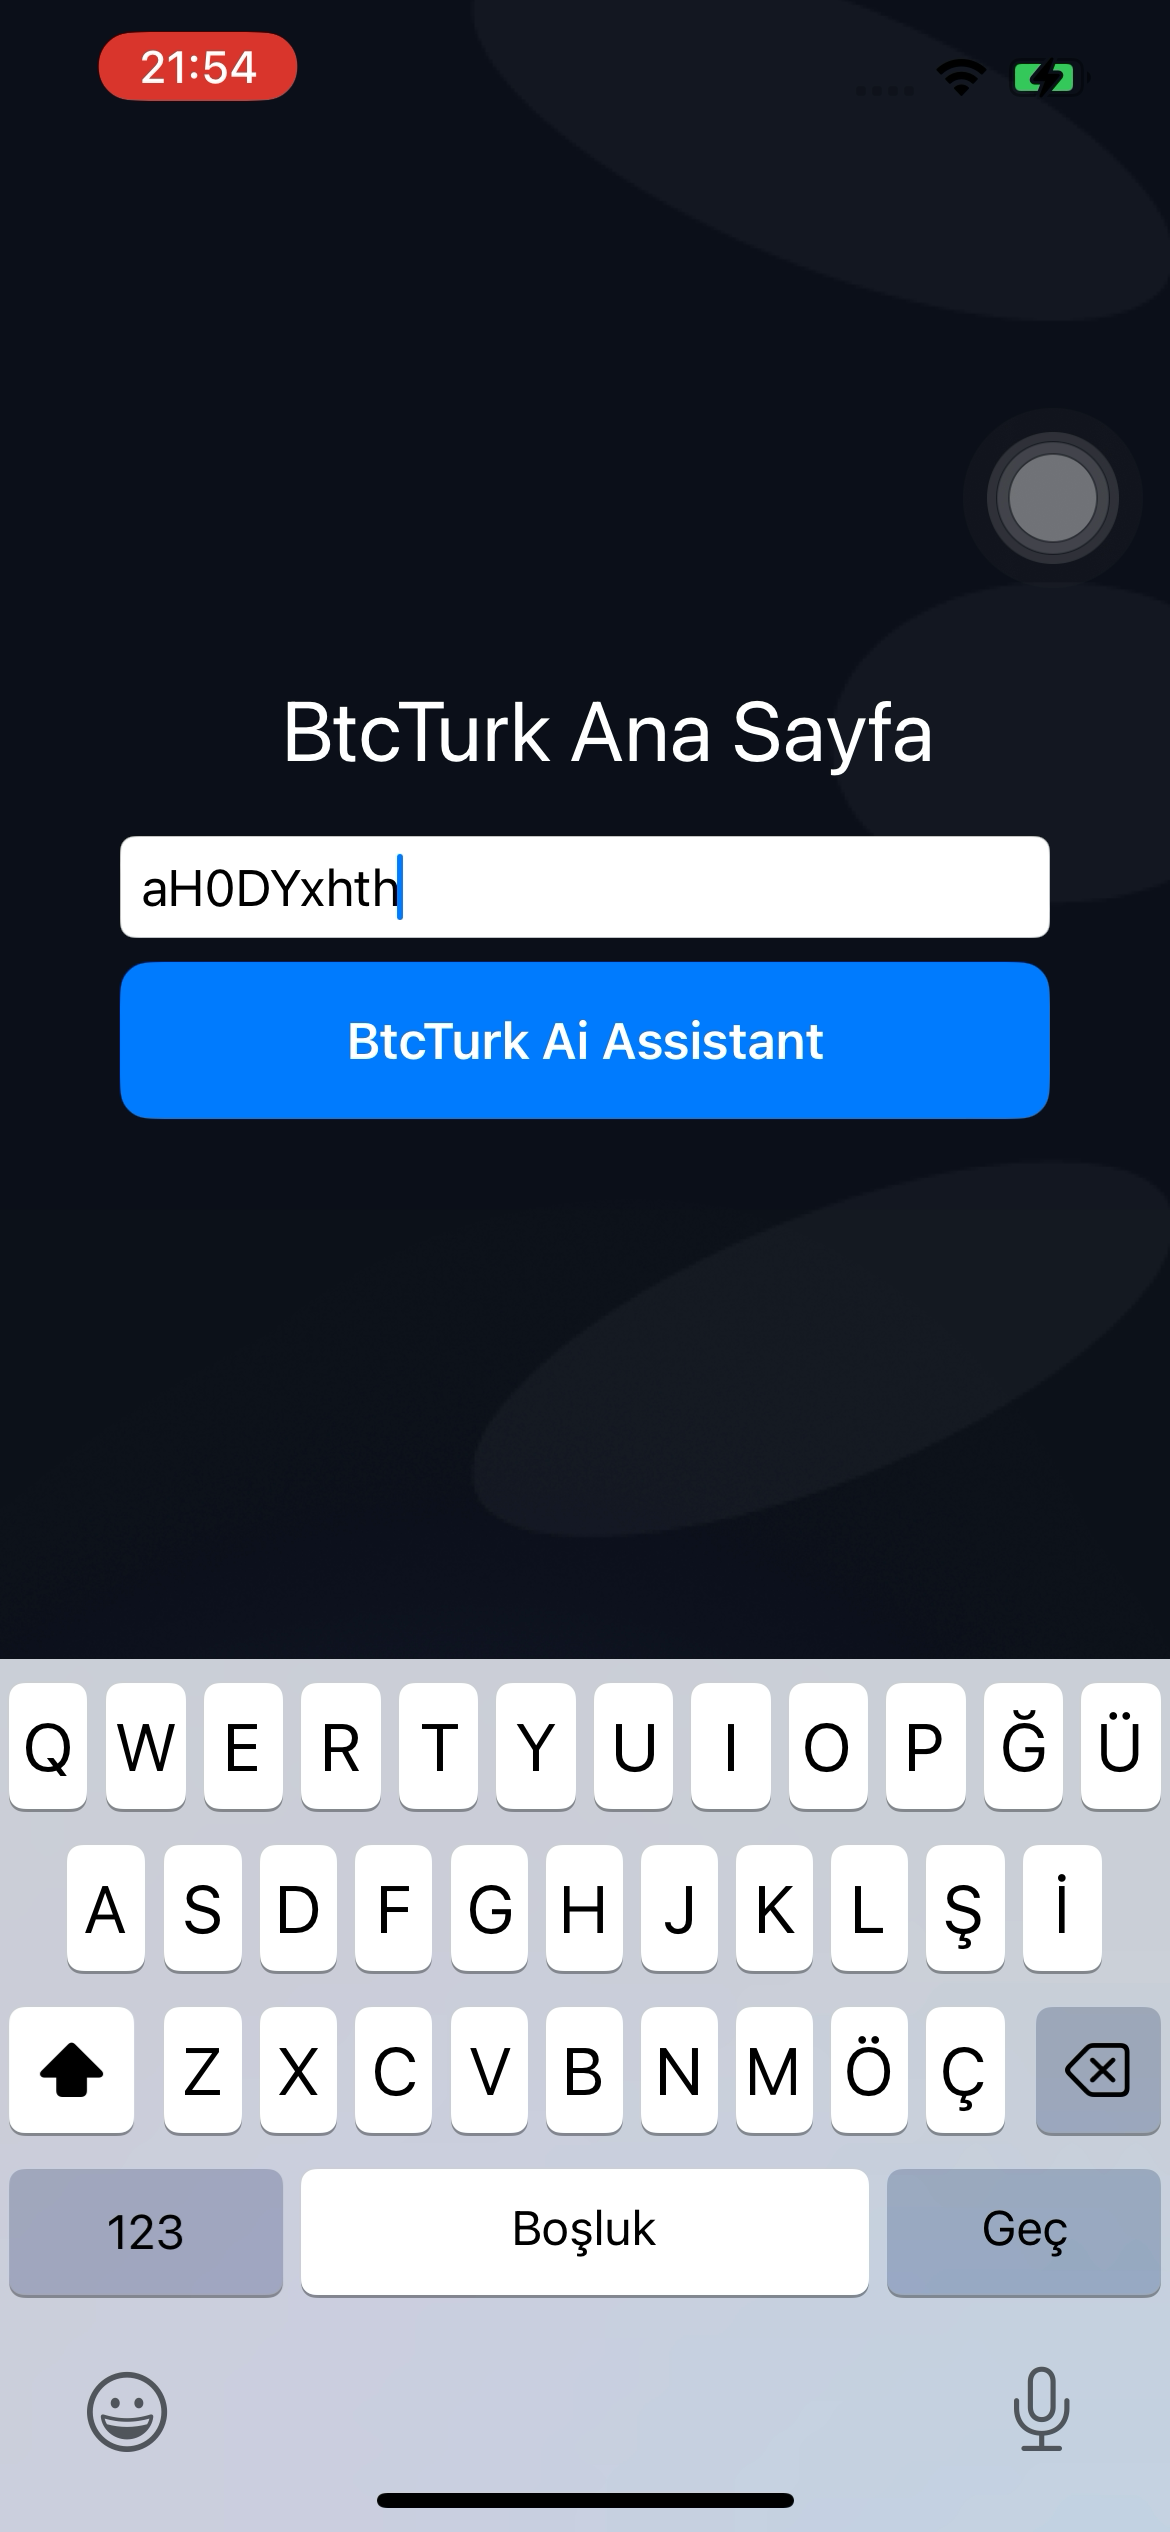 21:54
BtcTurk Ana Sayfa
aH0DYxhth
BtcTurk Ai Assistant
Q W E R T Y U I O P Ğ Ü
A S D F G H J K L Ş İ
Z X C V B N M Ö Ç
123 Boşluk Geç